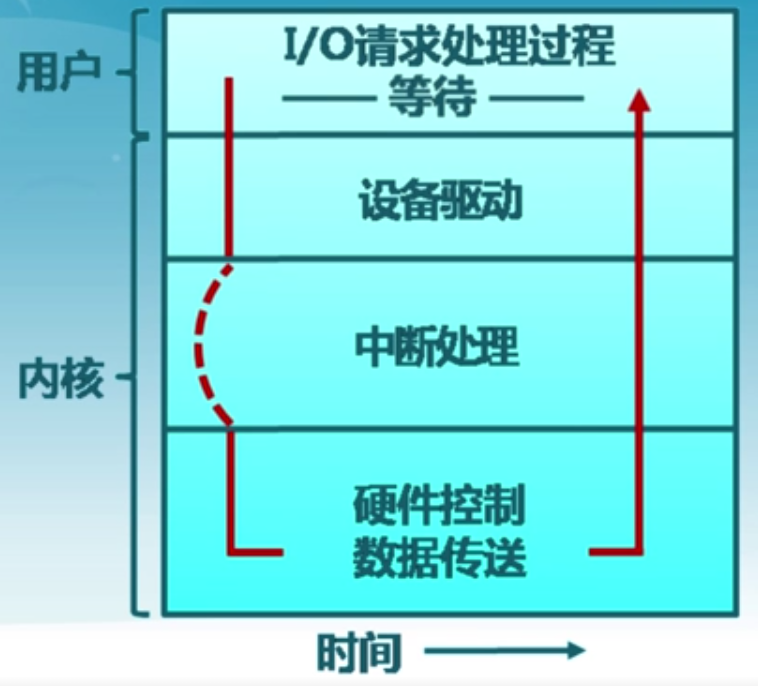 用户
I/O请求处理过程
等待
设备驱动
中断处理
内核
硬件控制
数据传送
时间